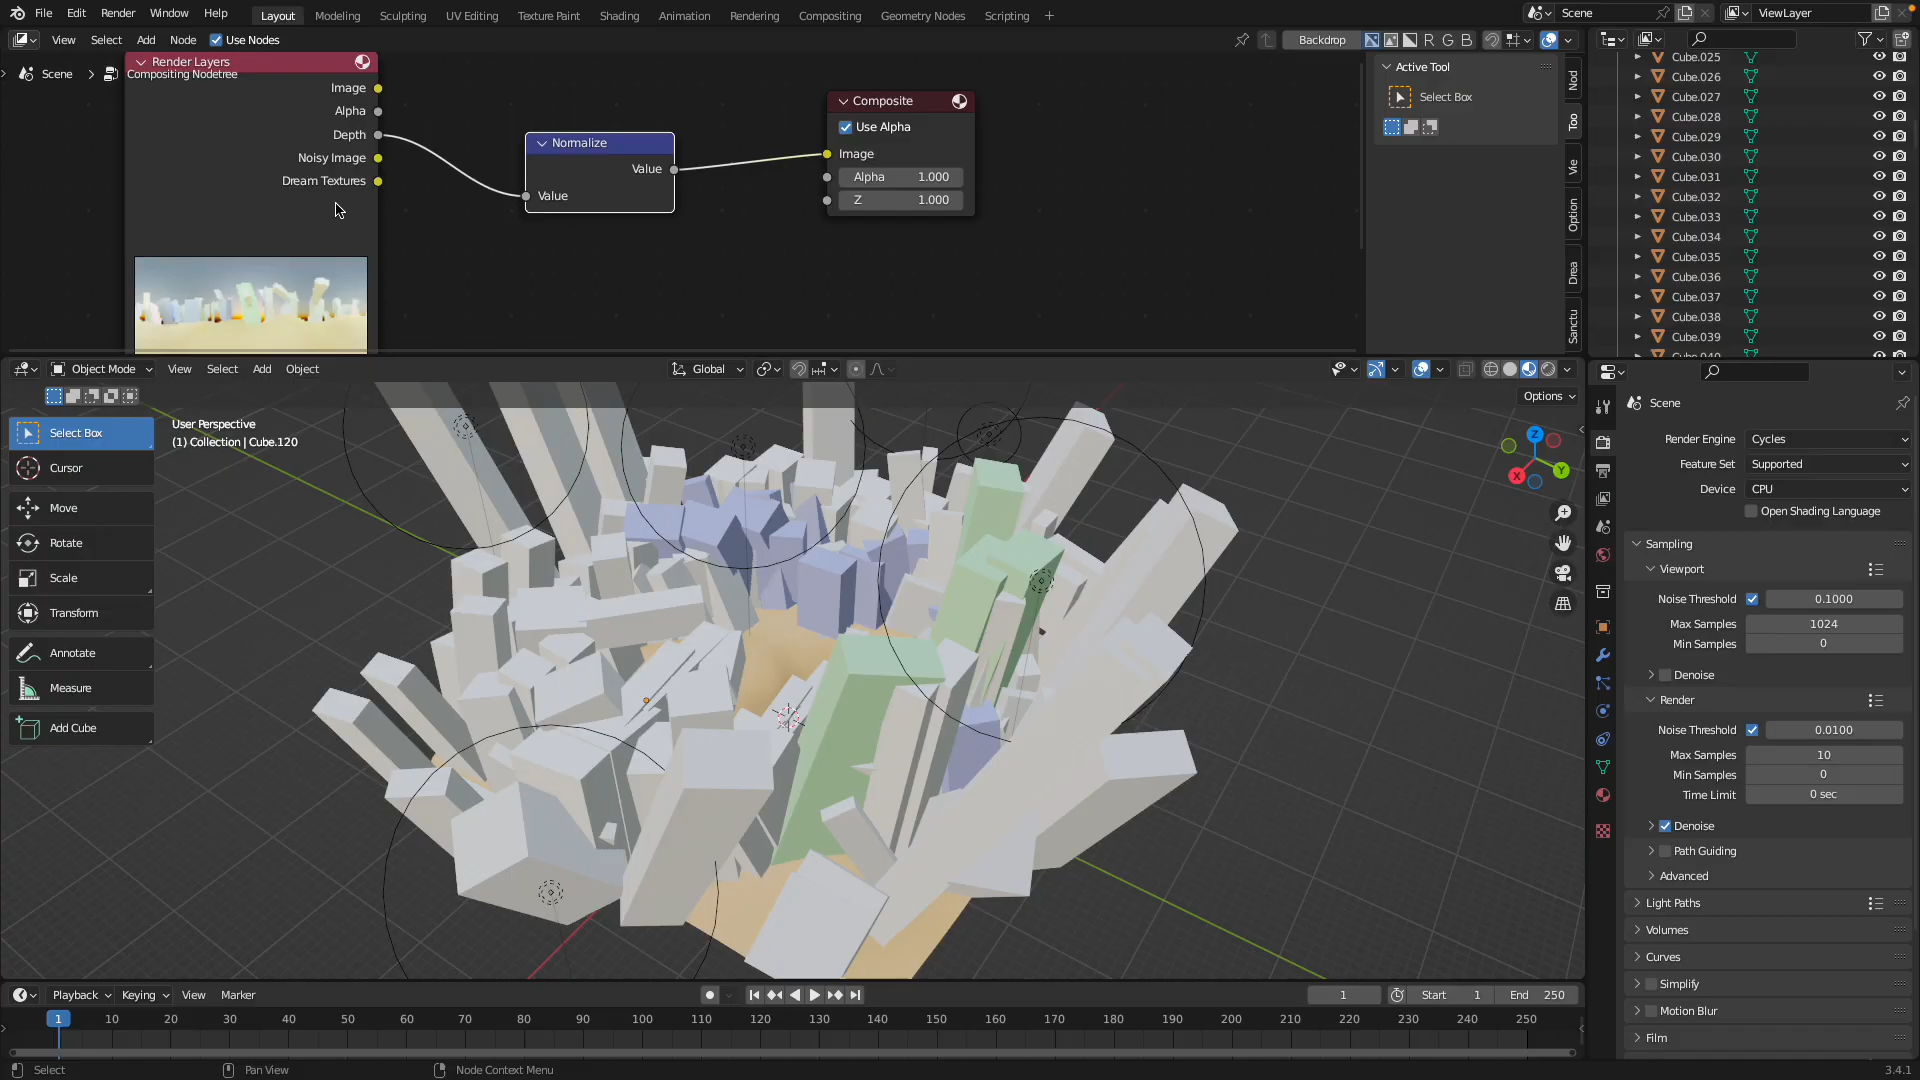 File Edit Render Window Help Layout Modeling Sculpting UV Editing Texture Paint Shading Animation Rendering Compositing Geometry Nodes Scripting + Scene ViewLayer
View Select Add Node Use Nodes Backdrop R G B
Render Layers
Scene Compositing Nodetree
Image
Alpha
Depth
Noisy Image
Dream Textures
Normalize
Value
Value
Composite
Use Alpha
Image
Alpha 1.000
Z 1.000
Active Tool
Select Box
Nod
Too
Vie
Option
Drea
Sanctu
Cube.025
Cube.026
Cube.027
Cube.028
Cube.029
Cube.030
Cube.031
Cube.032
Cube.033
Cube.034
Cube.035
Cube.036
Cube.037
Cube.038
Cube.039
Object Mode View Select Add Object Global
Options
User Perspective
(1) Collection | Cube.120
Select Box
Cursor
Move
Rotate
Scale
Transform
Annotate
Measure
Add Cube
Z
X
Y
Scene
Render Engine Cycles
Feature Set Supported
Device CPU
Open Shading Language
Sampling
Viewport
Noise Threshold 0.1000
Max Samples 1024
Min Samples 0
Denoise
Render
Noise Threshold 0.0100
Max Samples 10
Min Samples 0
Time Limit 0 sec
Denoise
Path Guiding
Advanced
Light Paths
Volumes
Curves
Simplify
Motion Blur
Film
Playback Keying View Marker 1 Start 1 End 250
1 10 20 30 40 50 60 70 80 90 100 110 120 130 140 150 160 170 180 190 200 210 220 230 240 250
Select Pan View Node Context Menu 3.4.1